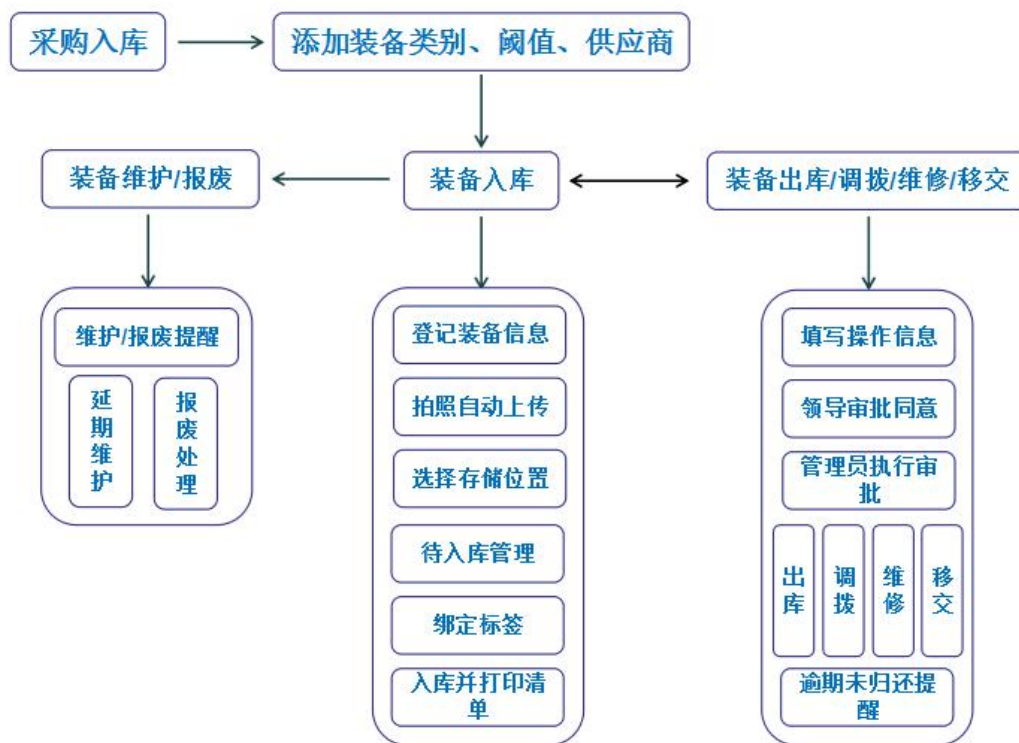 采购入库
添加装备类别、阈值、供应商
装备维护/报废
装备入库
装备出库/调拨/维修/移交
维护/报废提醒
延期维护
报废处理
登记装备信息
拍照自动上传
选择存储位置
待入库管理
绑定标签
入库并打印清
单
填写操作信息
领导审批同意
管理员执行审
批
出库
调拨
维修
移交
逾期未归还提
醒